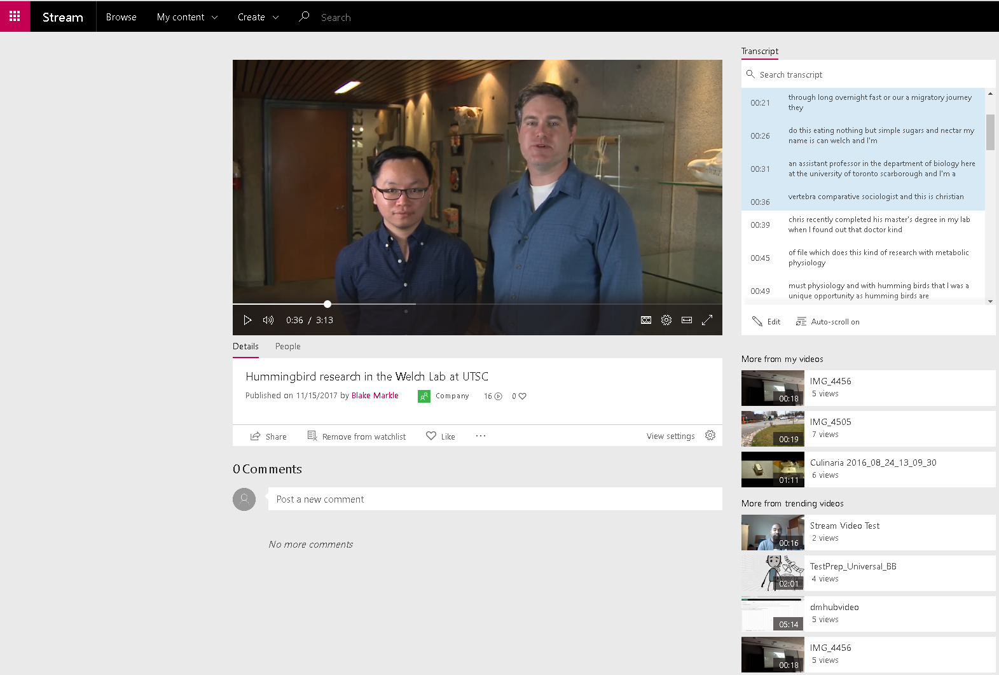 Stream
Browse
My content
Create
Search
0:36 / 3:13
CC
Details
People
Hummingbird research in the Welch Lab at UTSC
Published on 11/15/2017 by Blake Markle
Company
16
0
Share
Remove from watchlist
Like
...
View settings
0 Comments
Post a new comment
No more comments
Transcript
Search transcript
00:21
through long overnight fast or our a migratory journey
they
00:26
do this eating nothing but simple sugars and nectar my
name is can welch and I'm
00:31
an assistant professor in the department of biology here
at the university of toronto scarborough and I'm a
00:36
vertebra comparative sociologist and this is christian
00:39
chris recently completed his master's degree in my lab
when I found out that doctor kind
00:45
of file which does this kind of research with metabolic
physiology
00:49
must physiology and with humming birds that I was a
unique opportunity as humming birds are
Edit
Auto-scroll on
More from my videos
00:18
IMG_4456
5 views
00:19
IMG_4505
7 views
01:11
Culinaria 2016_08_24_13_09_30
6 views
More from trending videos
00:16
Stream Video Test
2 views
02:01
TestPrep_Universal_BB
4 views
05:14
dmhubvideo
5 views
00:18
IMG_4456
5 views